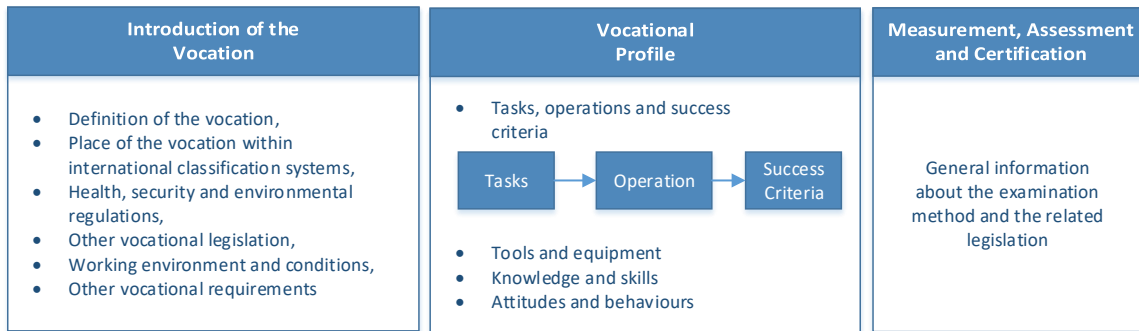 Introduction of the
Vocation
• Definition of the vocation,
• Place of the vocation within
international classification systems,
• Health, security and environmental
regulations,
• Other vocational legislation,
• Working environment and conditions,
• Other vocational requirements
Vocational
Profile
• Tasks, operations and success
criteria
Tasks
Operation
Success
Criteria
• Tools and equipment
• Knowledge and skills
• Attitudes and behaviours
Measurement, Assessment
and Certification
General information
about the examination
method and the related
legislation